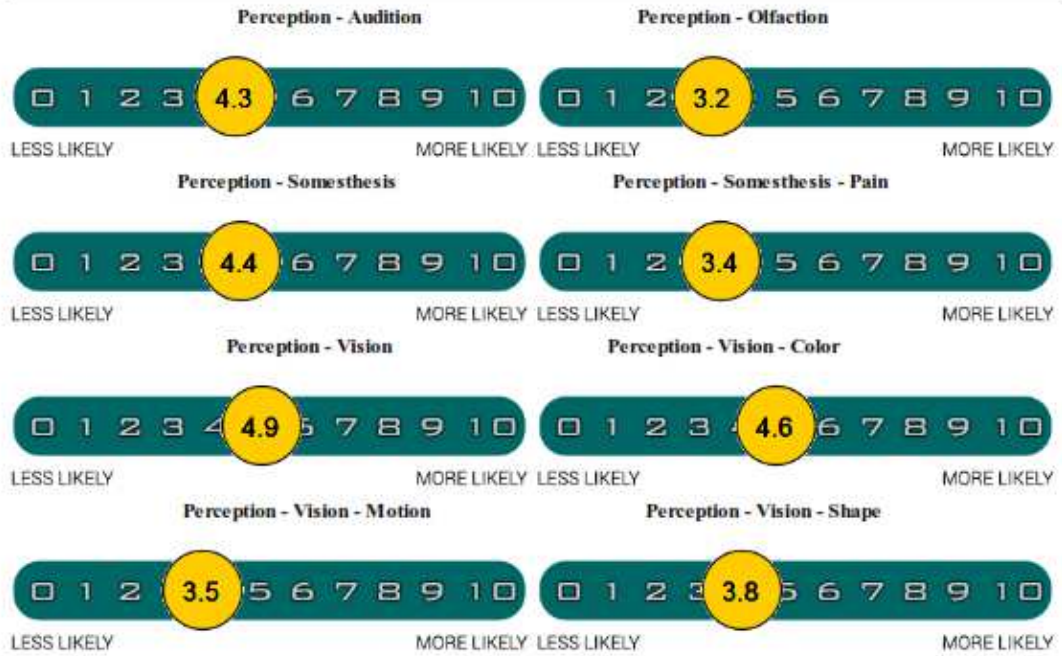 Perception - Audition Perception - Olfaction
0 1 2 3 4.3 6 7 8 9 10 0 1 2 3.2 5 6 7 8 9 10
LESS LIKELY MORE LIKELY LESS LIKELY MORE LIKELY
Perception - Somesthesis Perception - Somesthesis - Pain
0 1 2 3 4.4 6 7 8 9 10 0 1 2 3.4 5 6 7 8 9 10
LESS LIKELY MORE LIKELY LESS LIKELY MORE LIKELY
Perception - Vision Perception - Vision - Color
0 1 2 3 4 4.9 6 7 8 9 10 0 1 2 3 4.6 6 7 8 9 10
LESS LIKELY MORE LIKELY LESS LIKELY MORE LIKELY
Perception - Vision - Motion Perception - Vision - Shape
0 1 2 3.5 5 6 7 8 9 10 0 1 2 3 3.8 5 6 7 8 9 10
LESS LIKELY MORE LIKELY LESS LIKELY MORE LIKELY